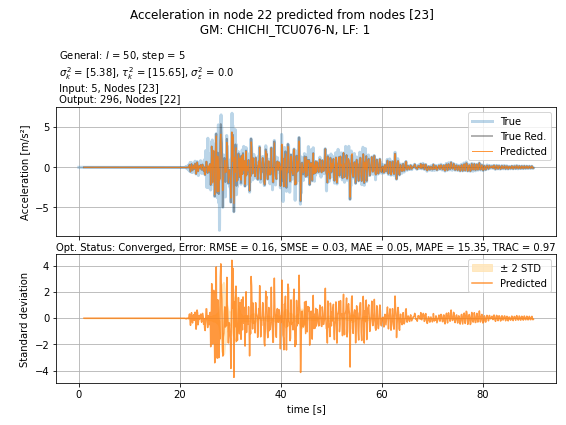 Acceleration in node 22 predicted from nodes [23]
GM: CHICHI_TCU076-N, LF: 1
General: l = 50, step = 5
σ²ₖ = [5.38], τ²ₖ = [15.65], σ²ε = 0.0
Input: 5, Nodes [23]
Output: 296, Nodes [22]
Acceleration [m/s²]
5
0
−5
True
True Red.
Predicted
Opt. Status: Converged, Error: RMSE = 0.16, SMSE = 0.03, MAE = 0.05, MAPE = 15.35, TRAC = 0.97
Standard deviation
4
2
0
−2
−4
± 2 STD
Predicted
0 20 40 60 80
time [s]